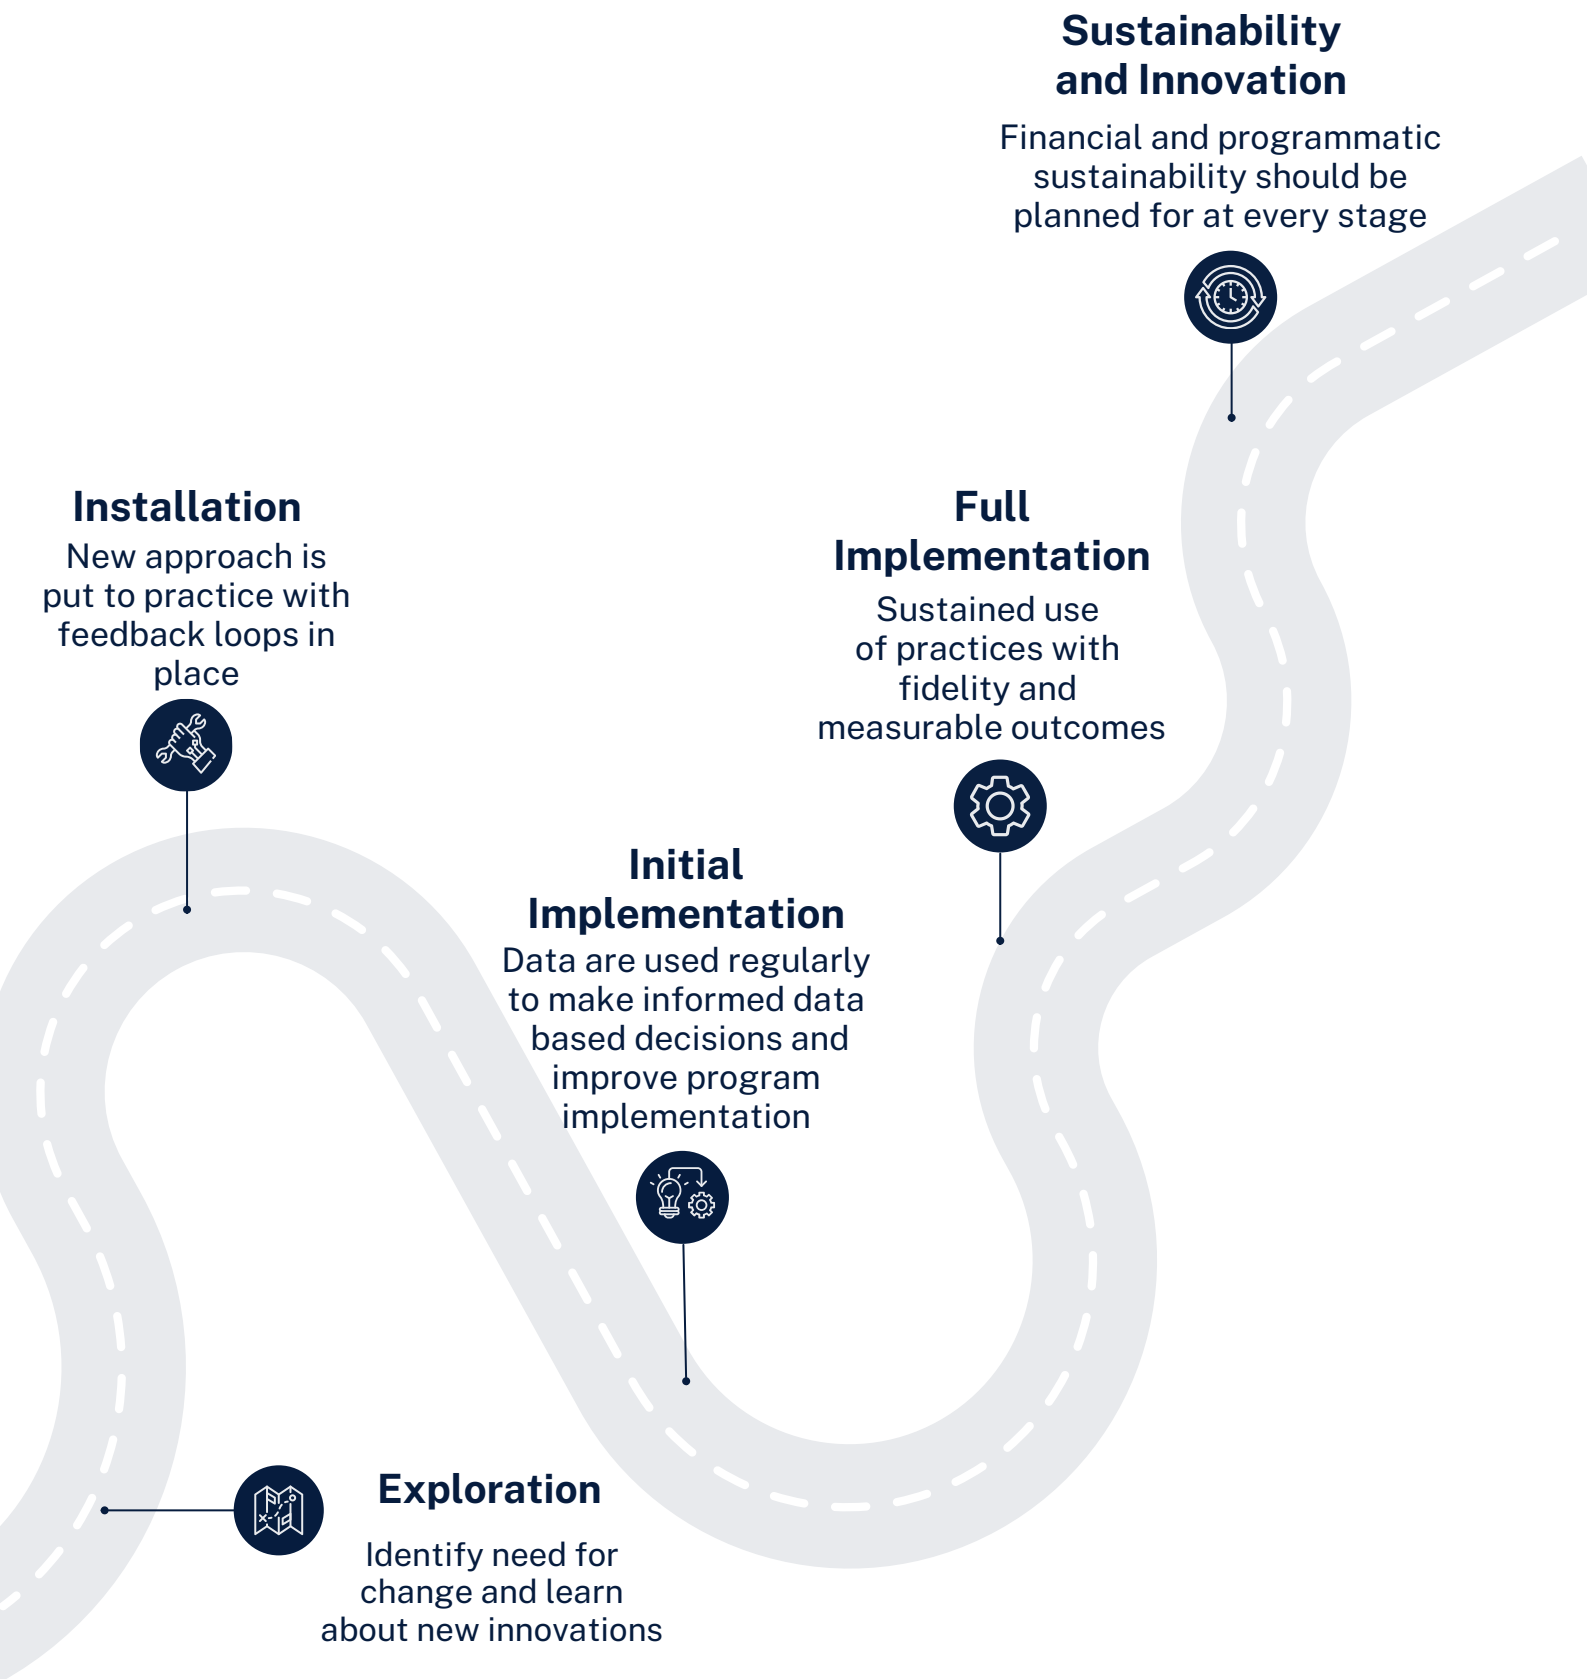 Sustainability
and Innovation
Financial and programmatic
sustainability should be
planned for at every stage
Installation
New approach is
put to practice with
feedback loops in
place
Full
Implementation
Sustained use
of practices with
fidelity and
measurable outcomes
Initial
Implementation
Data are used regularly
to make informed data
based decisions and
improve program
implementation
Exploration
Identify need for
change and learn
about new innovations